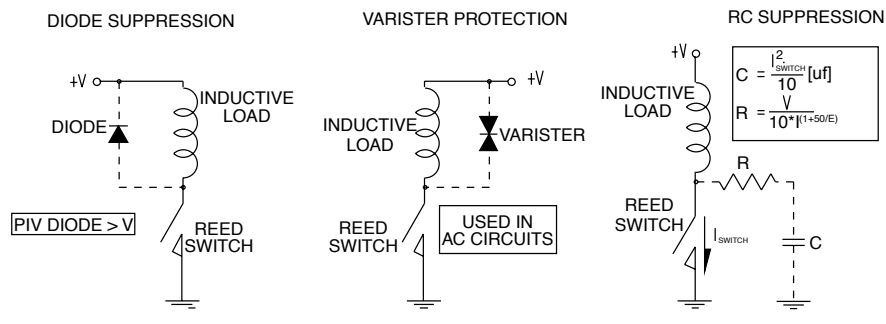 DIODE SUPPRESSION
+V
INDUCTIVE
LOAD
DIODE
PIV DIODE > V
REED
SWITCH
VARISTER PROTECTION
+V
INDUCTIVE
LOAD
VARISTER
REED
SWITCH
USED IN
AC CIRCUITS
RC SUPPRESSION
+V
C = I²SWITCH/10 [uf]
R = V/10*I(1+50/E)
INDUCTIVE
LOAD
R
REED
SWITCH
ISWITCH
C